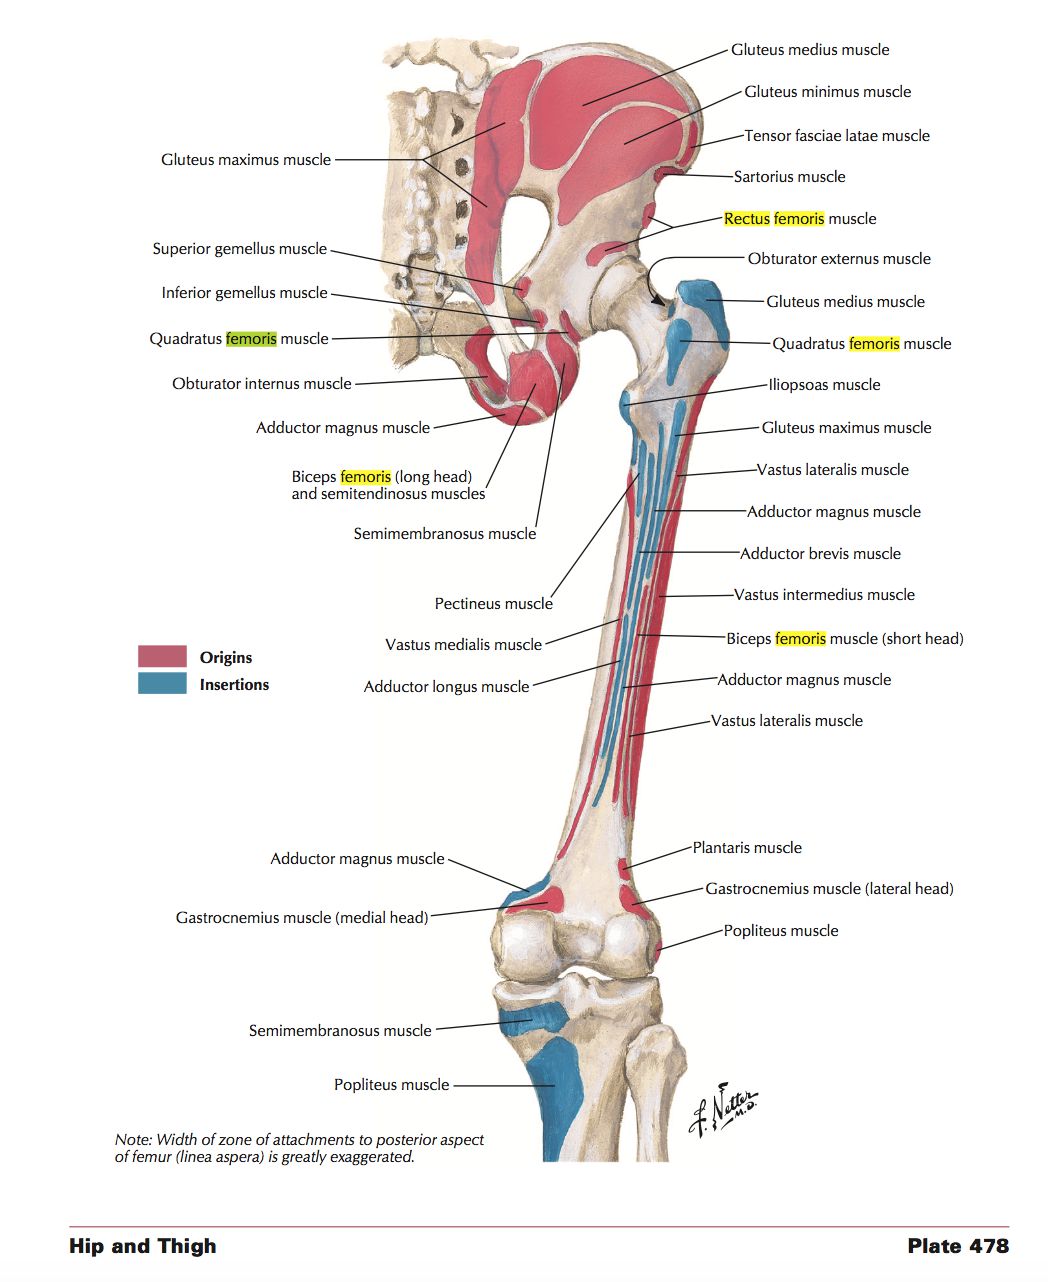 Gluteus medius muscle
Gluteus minimus muscle
Tensor fasciae latae muscle
Gluteus maximus muscle
Sartorius muscle
Rectus femoris muscle
Superior gemellus muscle
Obturator externus muscle
Inferior gemellus muscle
Gluteus medius muscle
Quadratus femoris muscle
Quadratus femoris muscle
Obturator internus muscle
Iliopsoas muscle
Adductor magnus muscle
Gluteus maximus muscle
Biceps femoris (long head)
and semitendinosus muscles
Vastus lateralis muscle
Adductor magnus muscle
Semimembranosus muscle
Adductor brevis muscle
Pectineus muscle
Vastus intermedius muscle
Vastus medialis muscle
Biceps femoris muscle (short head)
Origins
Insertions
Adductor longus muscle
Adductor magnus muscle
Vastus lateralis muscle
Plantaris muscle
Adductor magnus muscle
Gastrocnemius muscle (lateral head)
Gastrocnemius muscle (medial head)
Popliteus muscle
Semimembranosus muscle
Popliteus muscle
F. Netter
M.D.
Note: Width of zone of attachments to posterior aspect
of femur (linea aspera) is greatly exaggerated.
Hip and Thigh
Plate 478